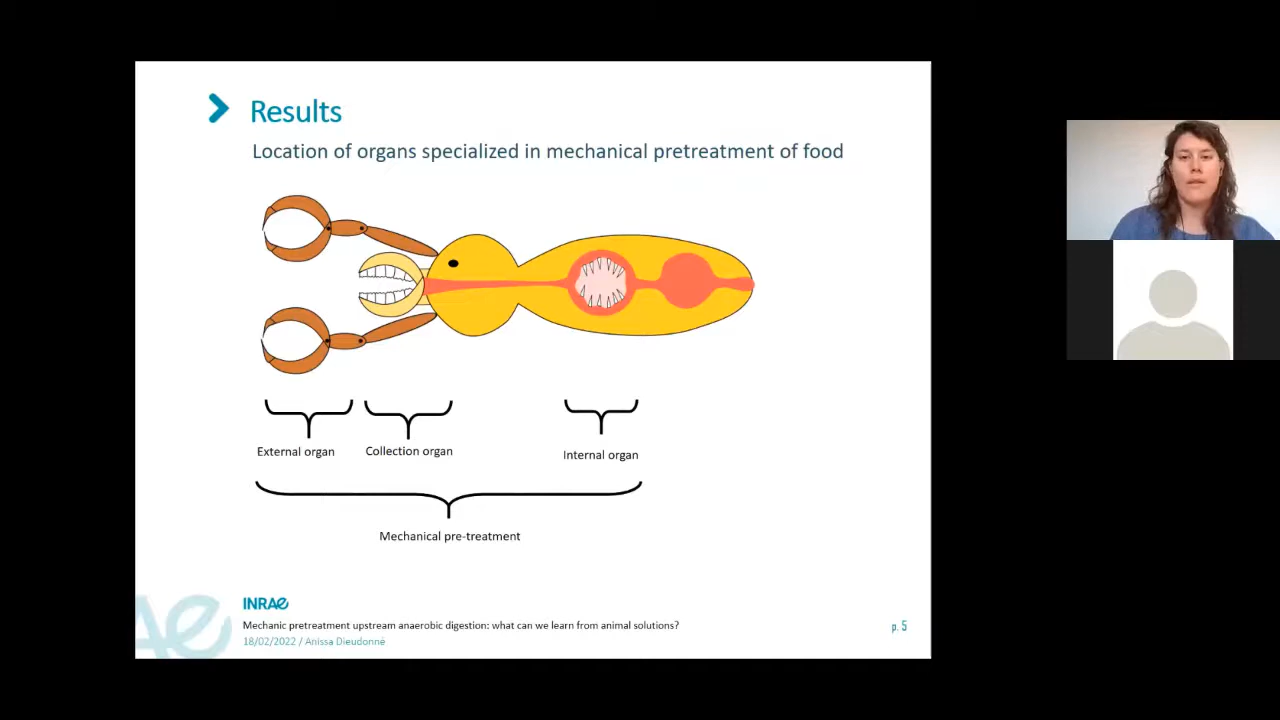 Results
Location of organs specialized in mechanical pretreatment of food
External organ
Collection organ
Internal organ
Mechanical pre-treatment
INRAE
Mechanic pretreatment upstream anaerobic digestion: what can we learn from animal solutions?
18/02/2022 / Anissa Dieudonné
p. 5